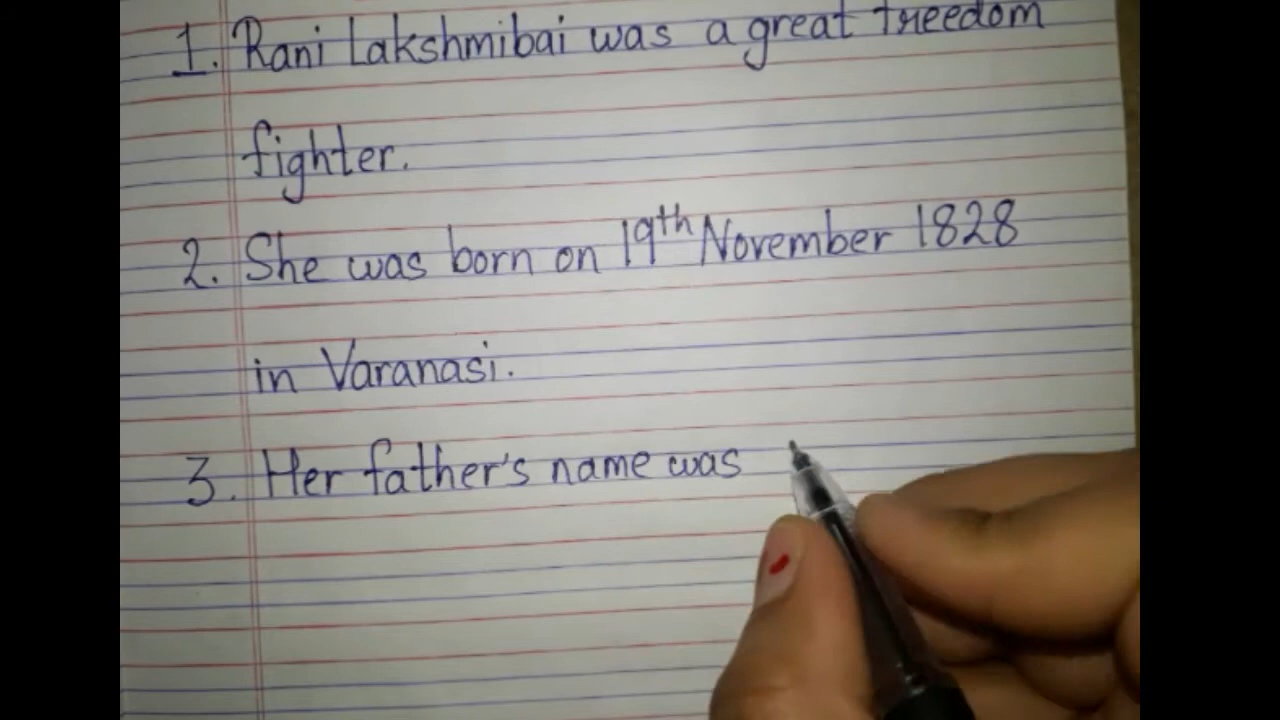 1. Rani Lakshmibai was a great freedom
fighter.
2. She was born on 19th November 1828
in Varanasi.
3. Her father's name was